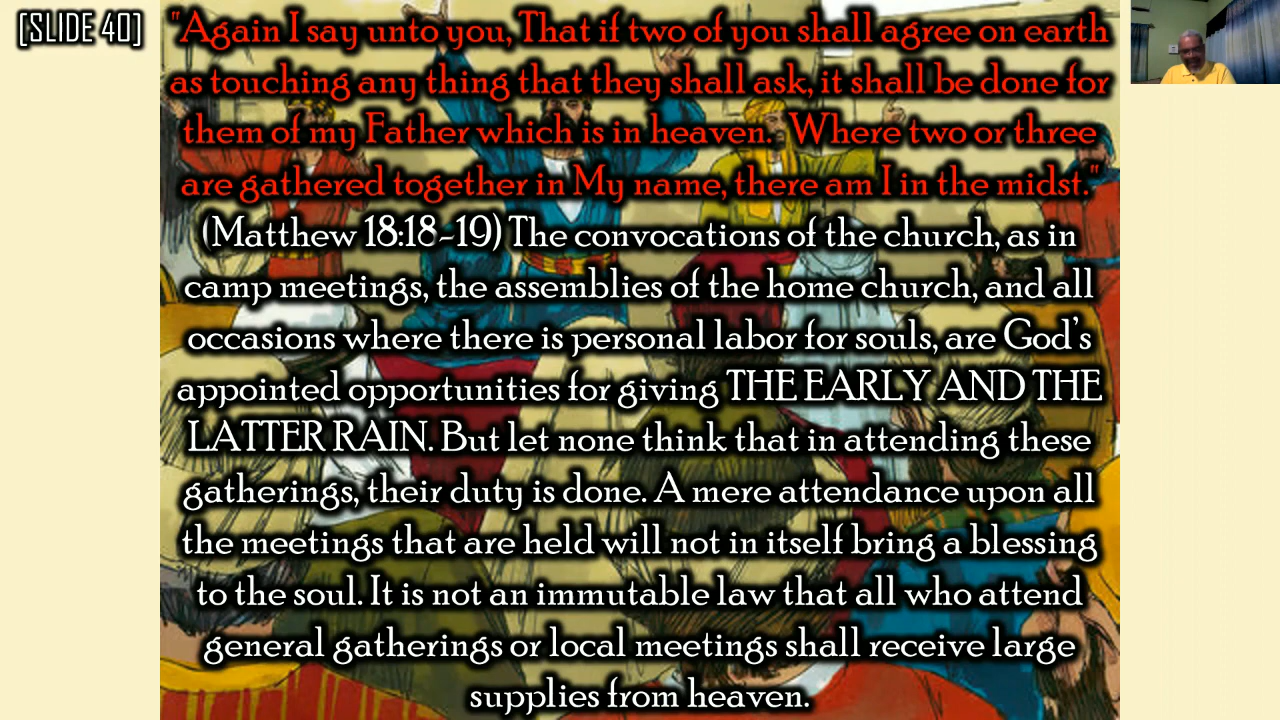 [SLIDE 40]
"Again I say unto you, That if two of you shall agree on earth
as touching any thing that they shall ask, it shall be done for
them of my Father which is in heaven. Where two or three
are gathered together in My name, there am I in the midst."
(Matthew 18:18-19) The convocations of the church, as in
camp meetings, the assemblies of the home church, and all
occasions where there is personal labor for souls, are God's
appointed opportunities for giving THE EARLY AND THE
LATTER RAIN. But let none think that in attending these
gatherings, their duty is done. A mere attendance upon all
the meetings that are held will not in itself bring a blessing
to the soul. It is not an immutable law that all who attend
general gatherings or local meetings shall receive large
supplies from heaven.